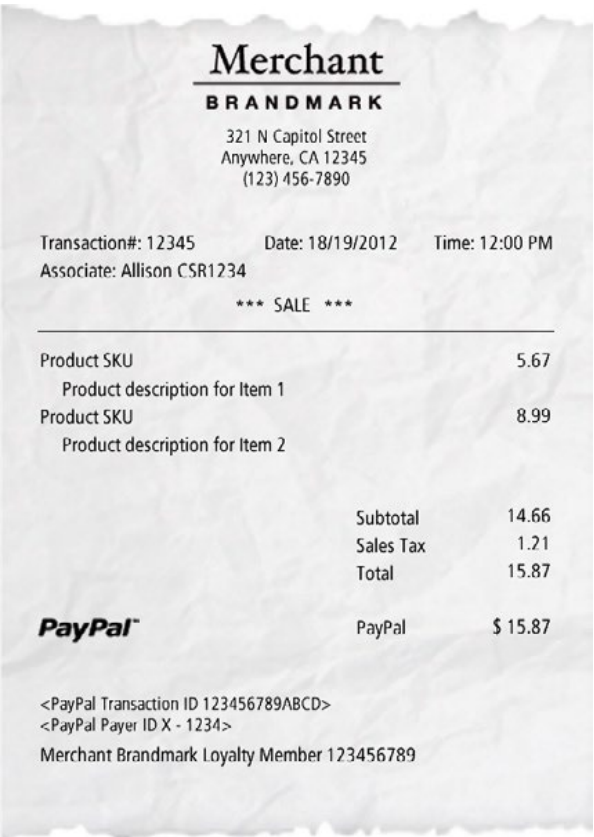 Merchant
BRANDMARK
321 N Capitol Street
Anywhere, CA 12345
(123) 456-7890
Transaction#: 12345 Date: 18/19/2012 Time: 12:00 PM
Associate: Allison CSR1234
*** SALE ***
Product SKU 5.67
Product description for Item 1
Product SKU 8.99
Product description for Item 2
Subtotal 14.66
Sales Tax 1.21
Total 15.87
PayPal™ PayPal $ 15.87
<PayPal Transaction ID 123456789ABCD>
<PayPal Payer ID X - 1234>
Merchant Brandmark Loyalty Member 123456789